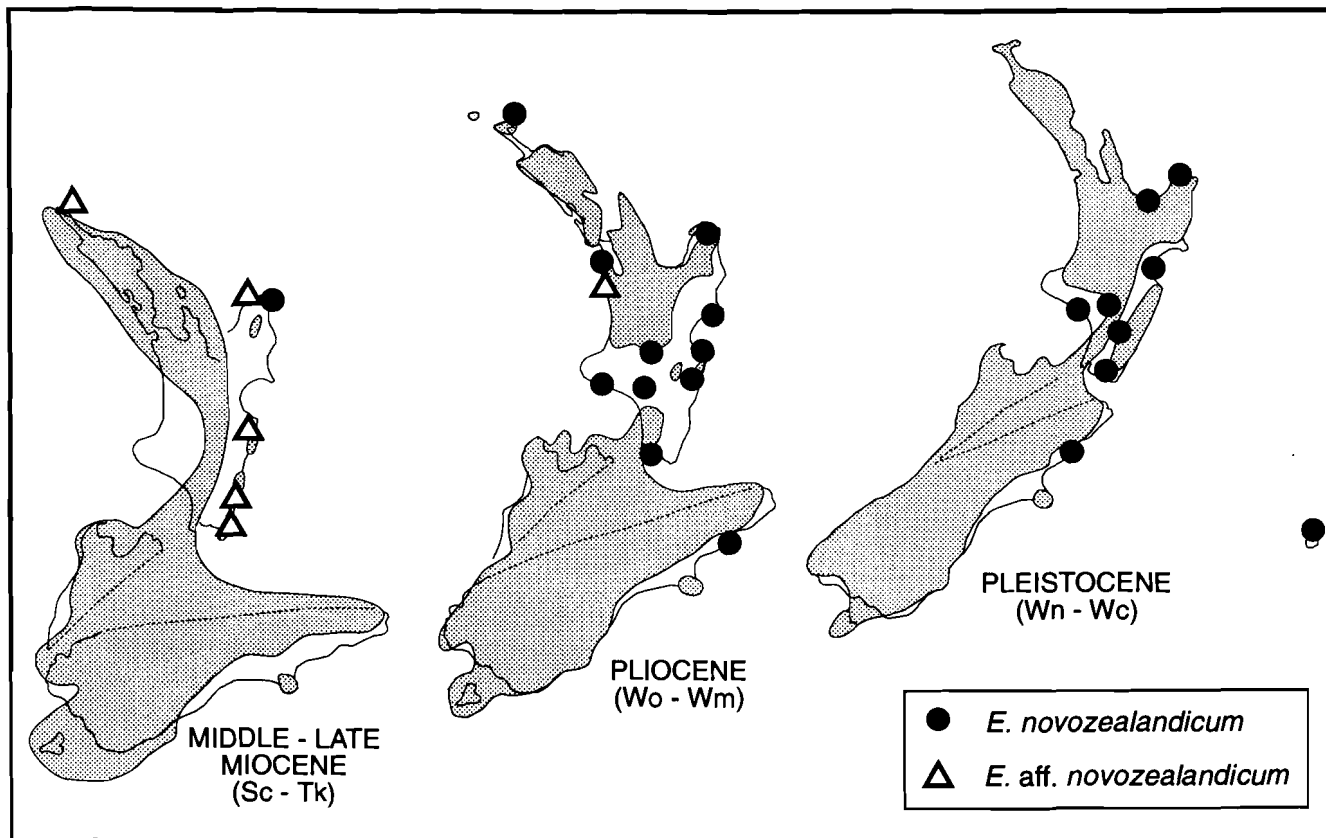 MIDDLE - LATE
MIOCENE
(Sc - Tk)
PLIOCENE
(Wo - Wm)
PLEISTOCENE
(Wn - Wc)
E. novozealandicum
E. aff. novozealandicum